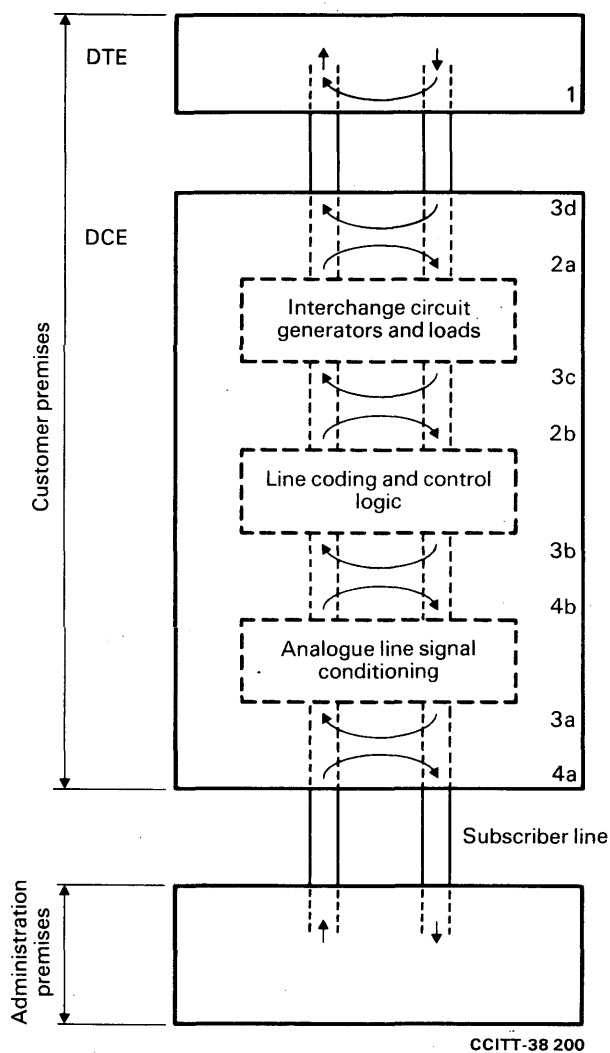 DTE
1
3d
DCE
2a
Interchange circuit
generators and loads
3c
2b
Customer premises
Line coding and control
logic
3b
4b
Analogue line signal
conditioning
3a
4a
Subscriber line
Administration
premises
CCITT-38 200